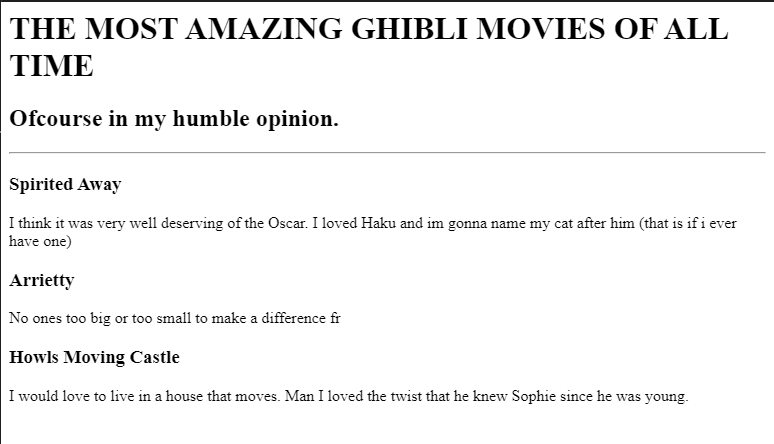 THE MOST AMAZING GHIBLI MOVIES OF ALL
TIME
Ofcourse in my humble opinion.
Spirited Away
I think it was very well deserving of the Oscar. I loved Haku and im gonna name my cat after him (that is if i ever
have one)
Arrietty
No ones too big or too small to make a difference fr
Howls Moving Castle
I would love to live in a house that moves. Man I loved the twist that he knew Sophie since he was young.